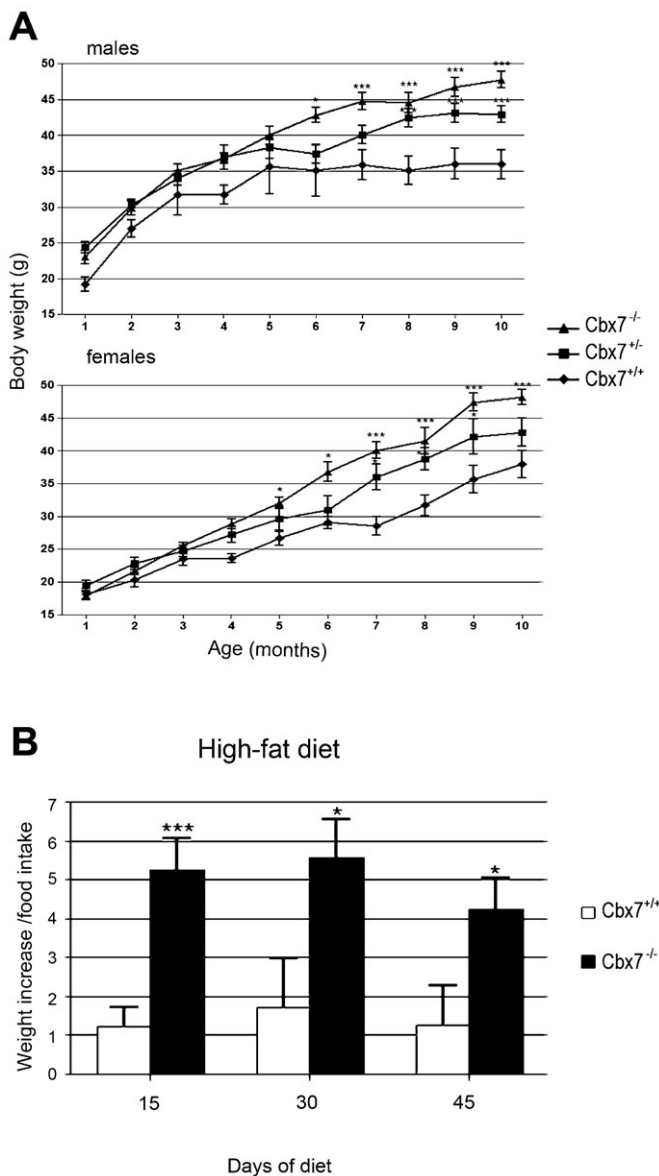 A
males
50
45
40
35
30
25
20
15
* *** *** *** ***
*** *** ***
1 2 3 4 5 6 7 8 9 10
Body weight (g)
Cbx7-/-
Cbx7+/-
Cbx7+/+
females
50
45
40
35
30
25
20
15
* * *** *** *** ***
1 2 3 4 5 6 7 8 9 10
Age (months)
B
High-fat diet
Weight increase /food intake
7
6
5
4
3
2
1
0
*** * *
15 30 45
Days of diet
Cbx7+/+
Cbx7-/-